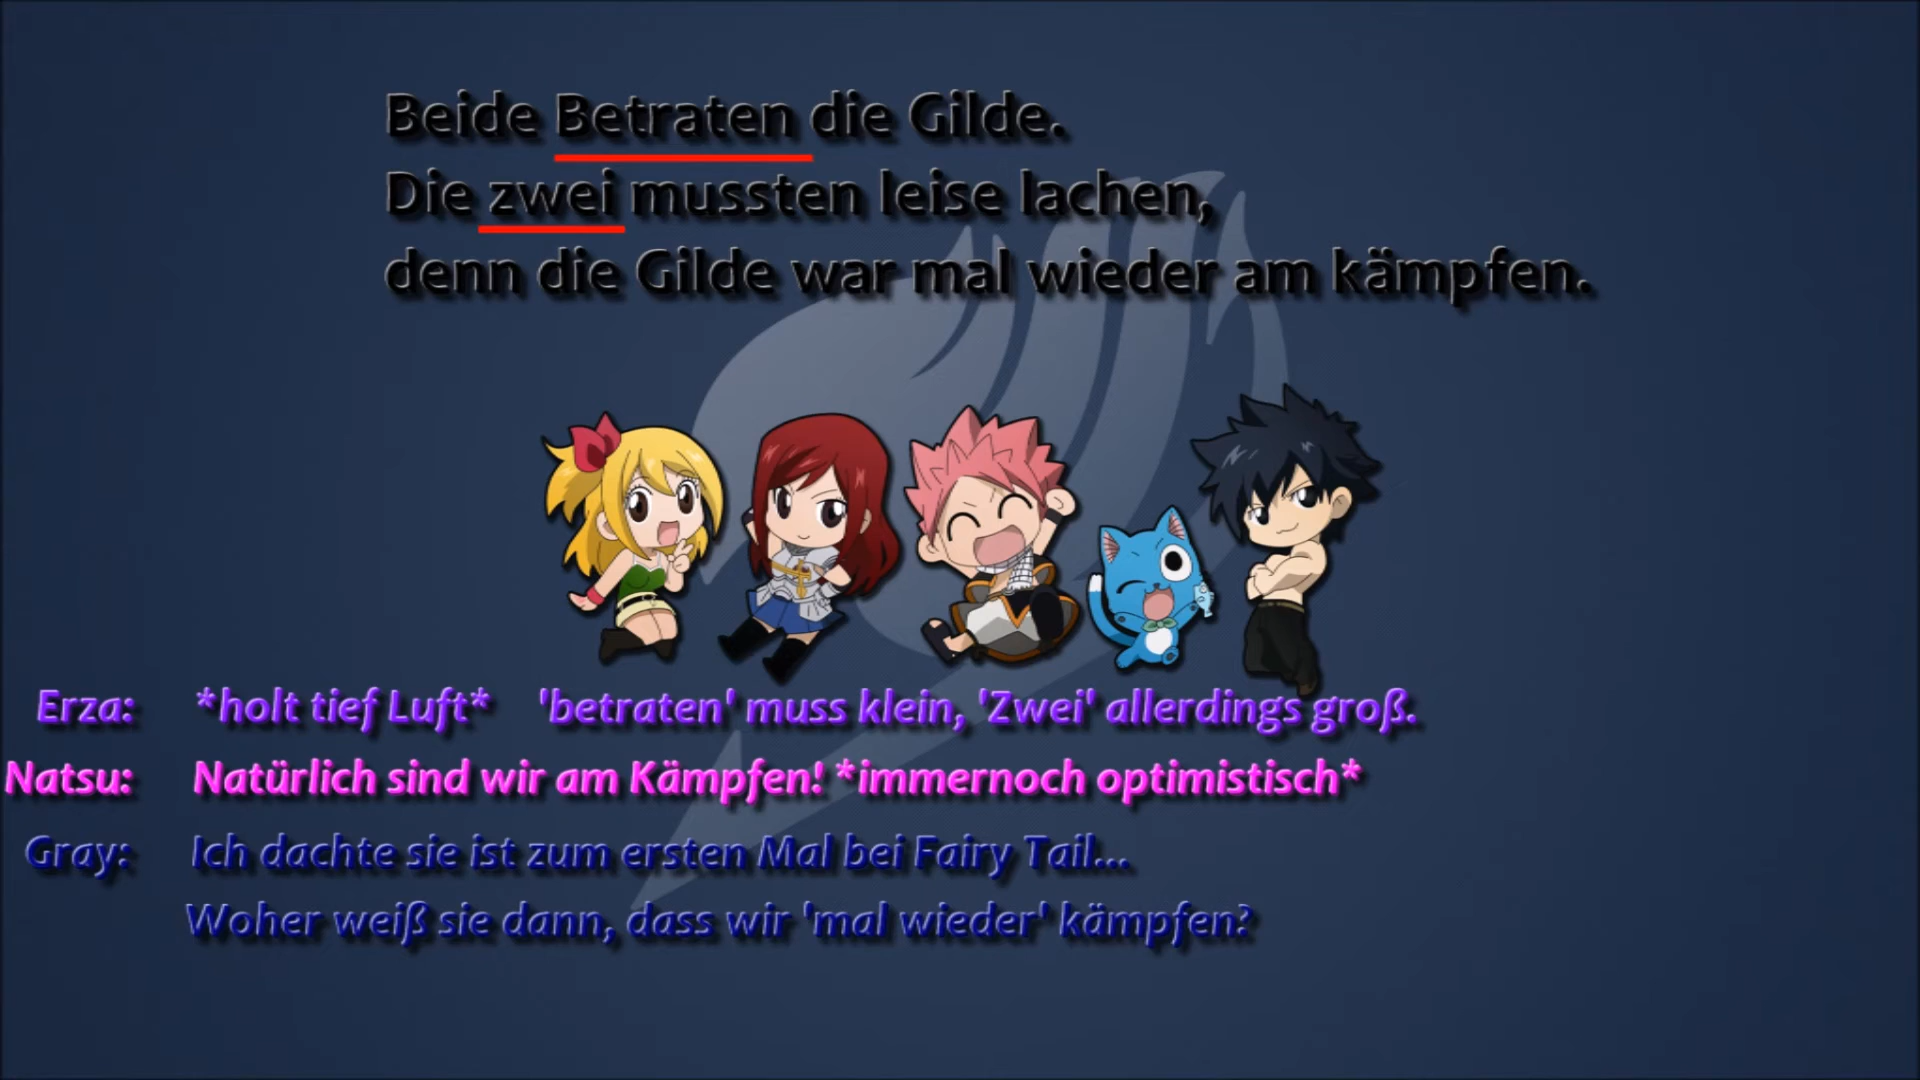 Beide Betraten die Gilde.
Die zwei mussten leise lachen,
denn die Gilde war mal wieder am kämpfen.
Erza: *holt tief Luft* 'betraten' muss klein, 'Zwei' allerdings groß.
Natsu: Natürlich sind wir am Kämpfen! *immernoch optimistisch*
Gray: Ich dachte sie ist zum ersten Mal bei Fairy Tail...
Woher weiß sie dann, dass wir 'mal wieder' kämpfen?